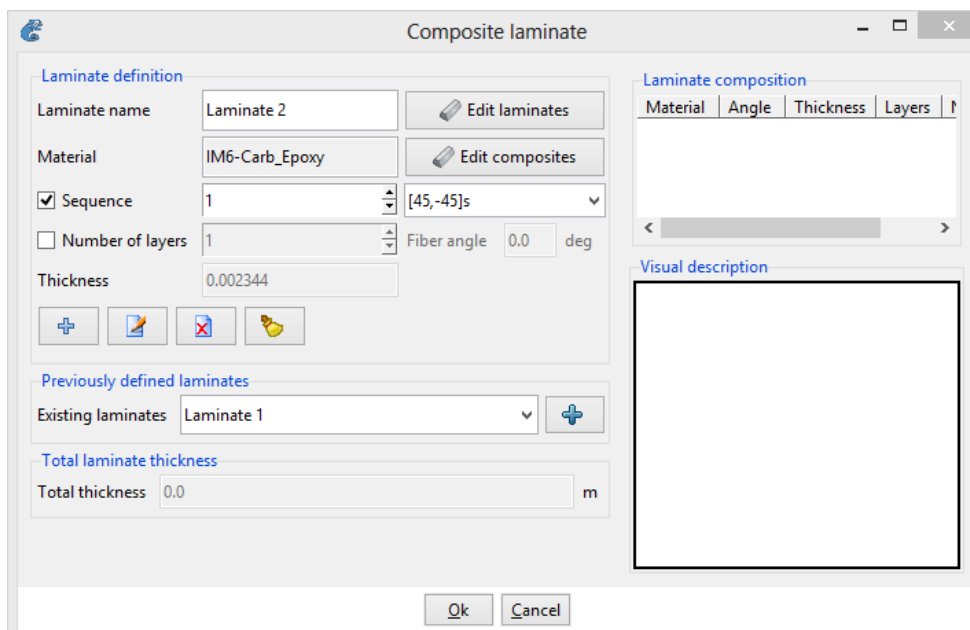 Composite laminate
Laminate definition
Laminate name Laminate 2 Edit laminates
Material IM6-Carb_Epoxy Edit composites
Sequence 1 [45,-45]s
Number of layers 1 Fiber angle 0.0 deg
Thickness 0.002344
Previously defined laminates
Existing laminates Laminate 1
Total laminate thickness
Total thickness 0.0 m
Laminate composition
Material Angle Thickness Layers
Visual description
Ok Cancel